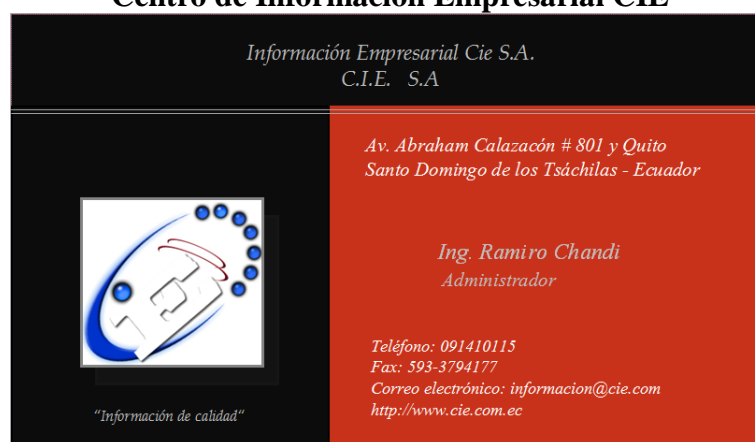 Centro de Información Empresarial CIE
Información Empresarial Cie S.A.
C.I.E. S.A
Av. Abraham Calazacón # 801 y Quito
Santo Domingo de los Tsáchilas - Ecuador
Ing. Ramiro Chandi
Administrador
Teléfono: 091410115
Fax: 593-3794177
Correo electrónico: informacion@cie.com
http://www.cie.com.ec
“Información de calidad“